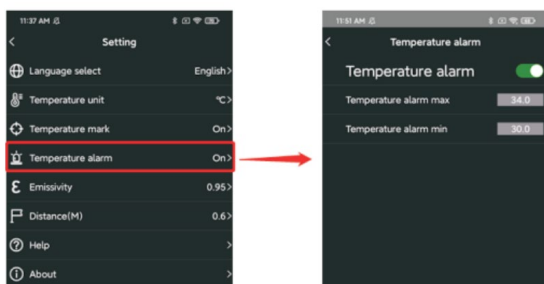 11:37 AM
Setting
Language select English
Temperature unit °C
Temperature mark On
Temperature alarm On
Emissivity 0.95
Distance(M) 0.6
Help
About
11:51 AM
Temperature alarm
Temperature alarm
Temperature alarm max 34.0
Temperature alarm min 30.0